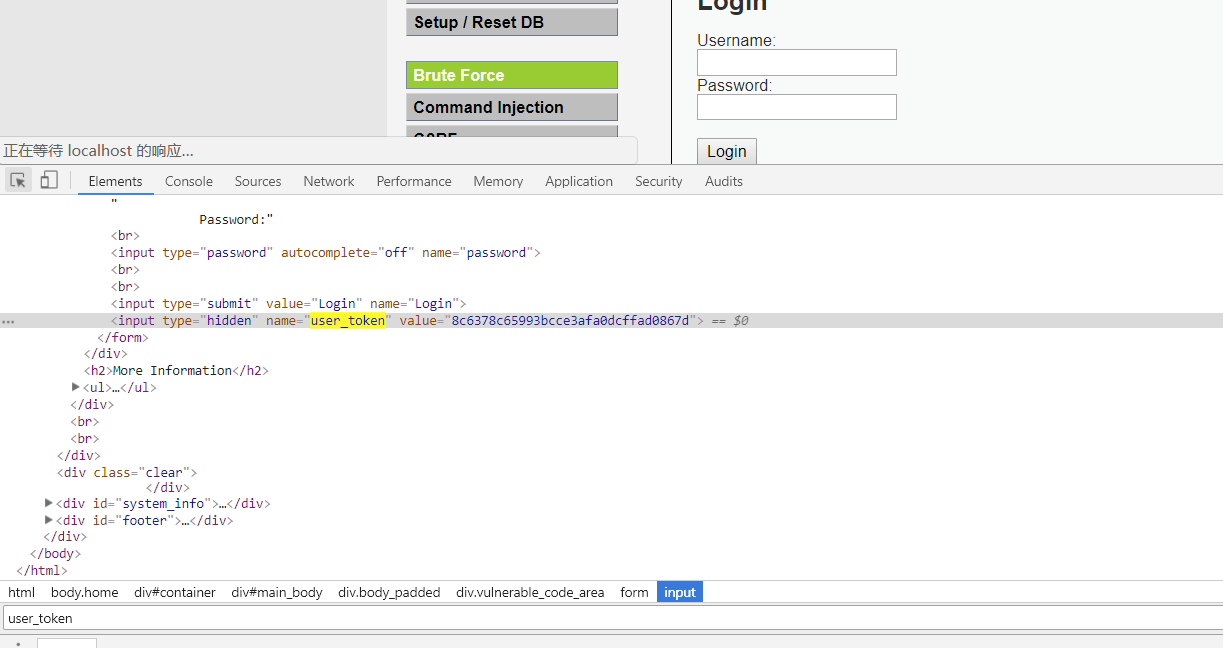 Login
Setup / Reset DB
Username:
Brute Force
Password:
Command Injection
CSRF
正在等待 localhost 的响应...
Login
Elements Console Sources Network Performance Memory Application Security Audits
"
Password:"
<br>
<input type="password" autocomplete="off" name="password">
<br>
<br>
<input type="submit" value="Login" name="Login">
<input type="hidden" name="user_token" value="8c6378c65993bcce3afa0dcffad0867d"> == $0
</form>
</div>
<h2>More Information</h2>
<ul>…</ul>
</div>
<br>
<br>
</div>
<div class="clear">
</div>
<div id="system_info">…</div>
<div id="footer">…</div>
</div>
</body>
</html>
html body.home div#container div#main_body div.body_padded div.vulnerable_code_area form input
user_token